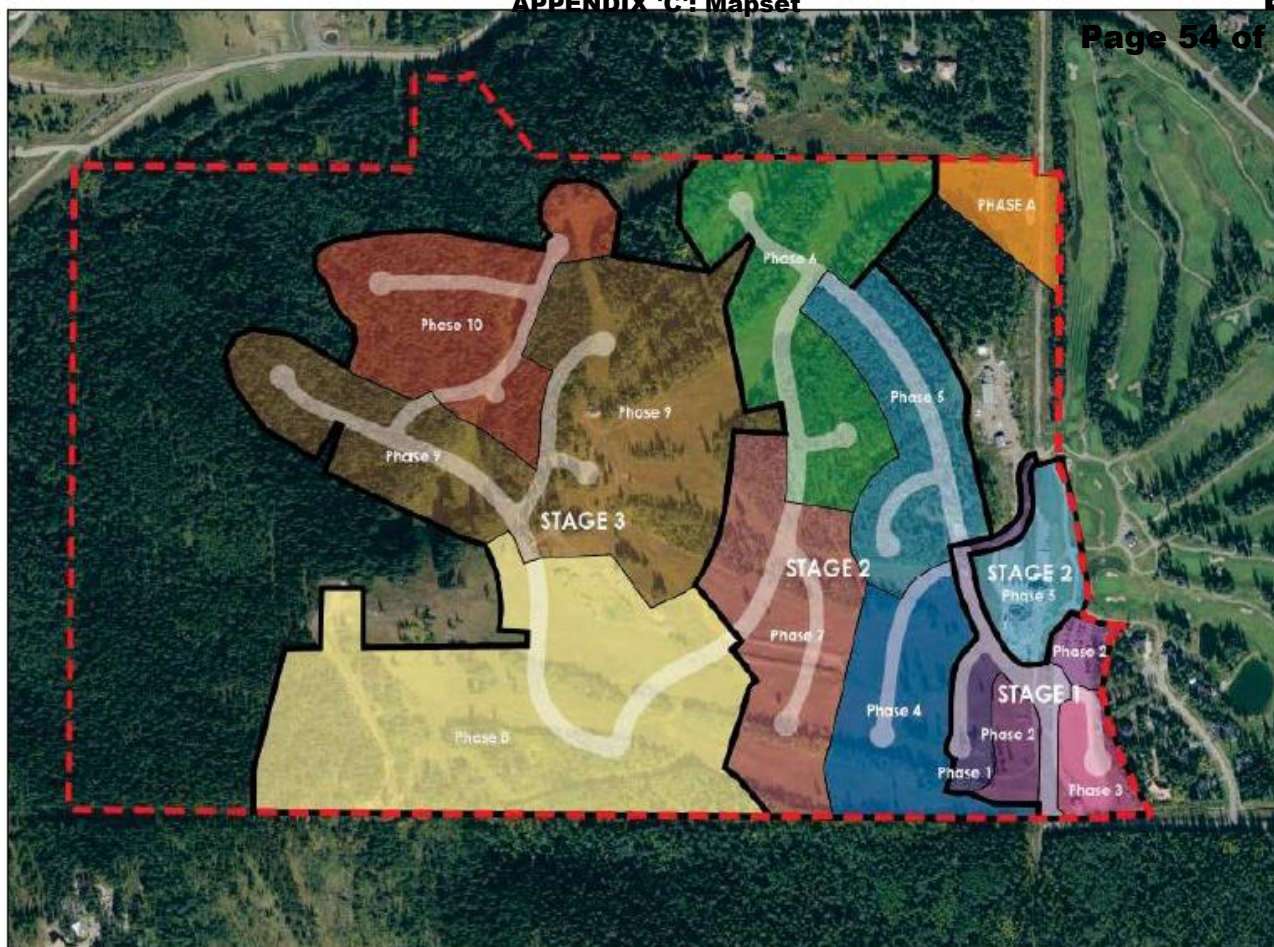 APPENDIX 'C': Mapset
Page 54 of
PHASE A
Phase 6
Phase 10
Phase 5
Phase 9
Phase 9
STAGE 3
STAGE 2
STAGE 2
Phase 5
Phase 7
Phase 2
STAGE 1
Phase 4
Phase 2
Phase 8
Phase 1
Phase 3